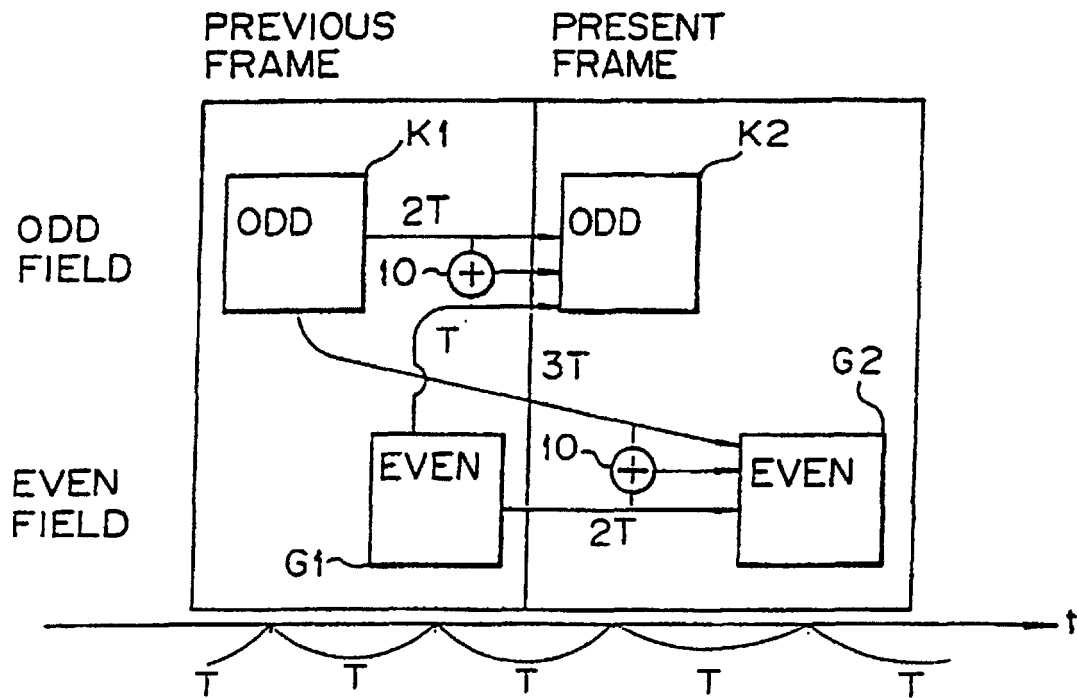 PREVIOUS FRAME
PRESENT FRAME
K1
K2
ODD FIELD
ODD
2T
ODD
10
T
3T
G2
EVEN FIELD
EVEN
10
EVEN
2T
G1
t
T
T
T
T
T